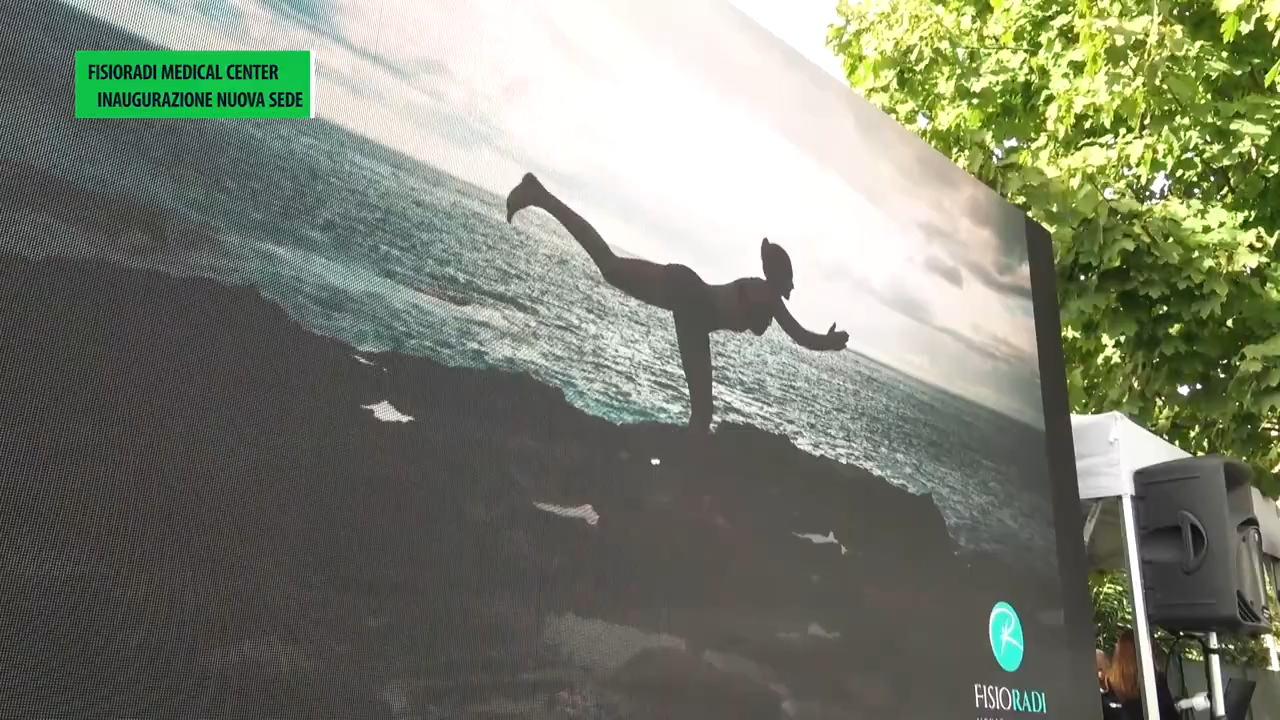 FISIORADI MEDICAL CENTER
INAUGURAZIONE NUOVA SEDE
R
FISIORADI